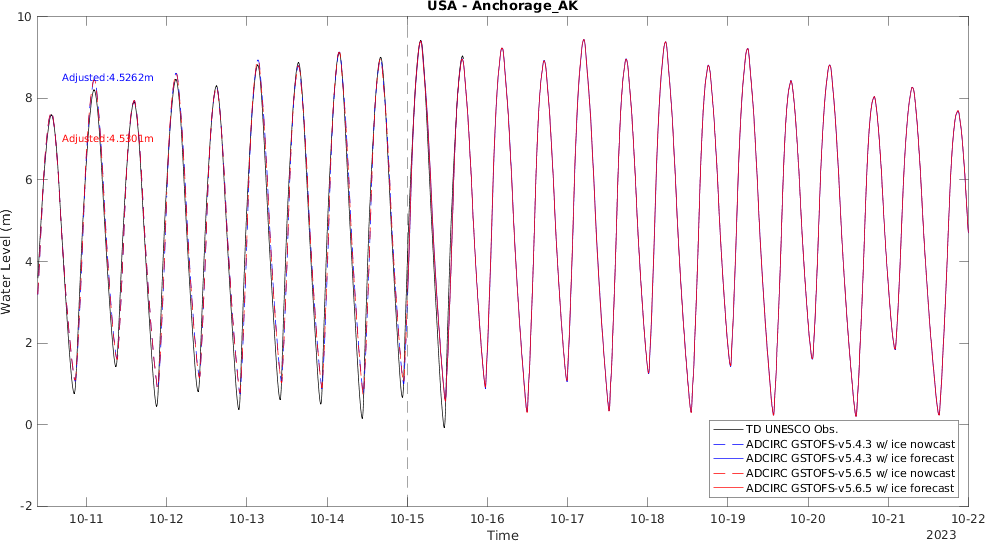 USA - Anchorage_AK
10
8
6
4
2
0
-2
Water Level (m)
Adjusted:4.5262m
Adjusted:4.5301m
TD UNESCO Obs.
ADCIRC GSTOFS-v5.4.3 w/ ice nowcast
ADCIRC GSTOFS-v5.4.3 w/ ice forecast
ADCIRC GSTOFS-v5.6.5 w/ ice nowcast
ADCIRC GSTOFS-v5.6.5 w/ ice forecast
10-11 10-12 10-13 10-14 10-15 10-16 10-17 10-18 10-19 10-20 10-21 10-22
Time
2023